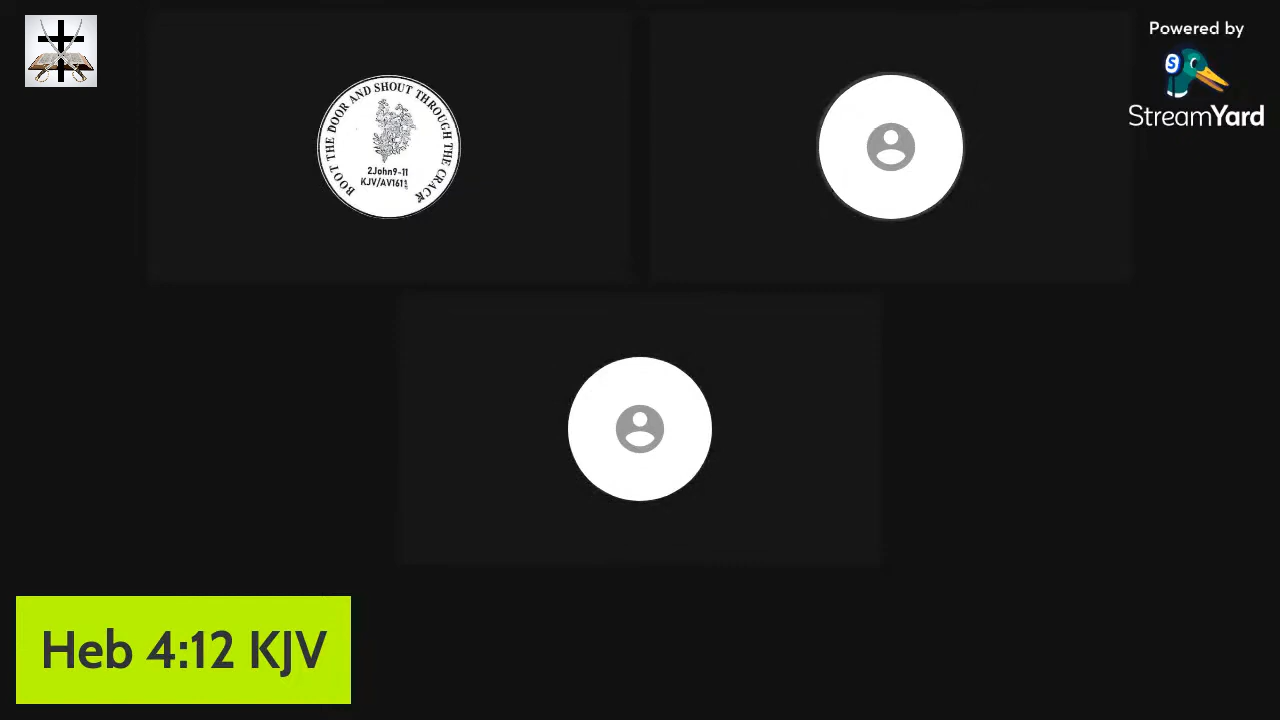 Powered by
StreamYard
BOOT THE DOOR AND SHOUT THROUGH THE CRACK
2John9-11
KJV/AV1611
Heb 4:12 KJV